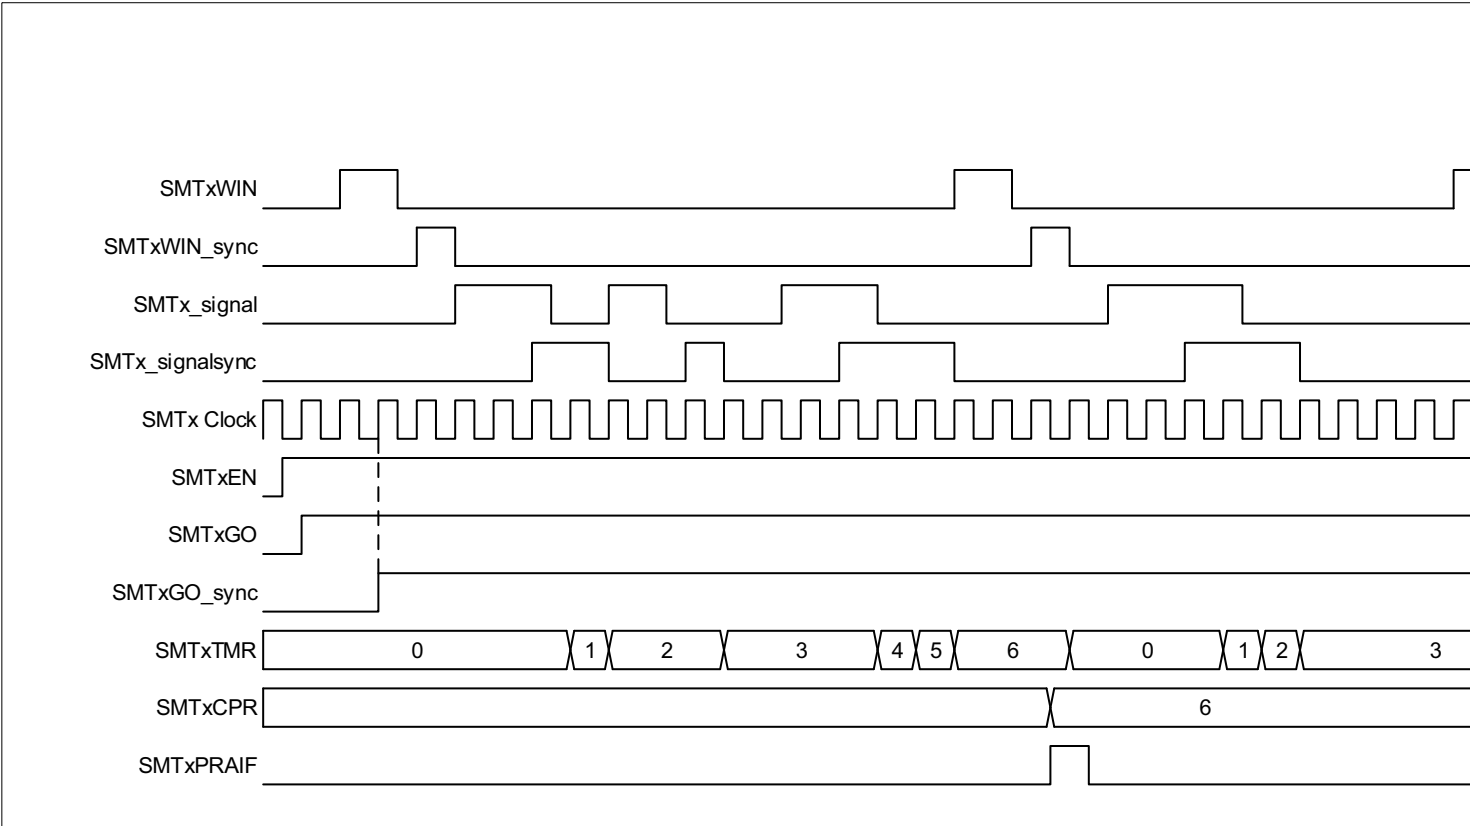 SMTxWIN
SMTxWIN_sync
SMTx_signal
SMTx_signalsync
SMTx Clock
SMTxEN
SMTxGO
SMTxGO_sync
SMTxTMR 0 1 2 3 4 5 6 0 1 2 3
SMTxCPR 6
SMTxPRAIF